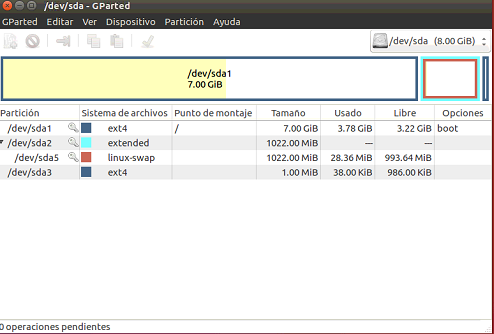 /dev/sda - GParted
GParted Editar Ver Dispositivo Partición Ayuda
/dev/sda (8.00 GiB)
/dev/sda1
7.00 GiB
Partición Sistema de archivos Punto de montaje Tamaño Usado Libre Opciones
/dev/sda1 ext4 / 7.00 GiB 3.78 GiB 3.22 GiB boot
/dev/sda2 extended 1022.00 MiB --- ---
/dev/sda5 linux-swap 1022.00 MiB 28.36 MiB 993.64 MiB
/dev/sda3 ext4 1.00 MiB 38.00 KiB 986.00 KiB
0 operaciones pendientes